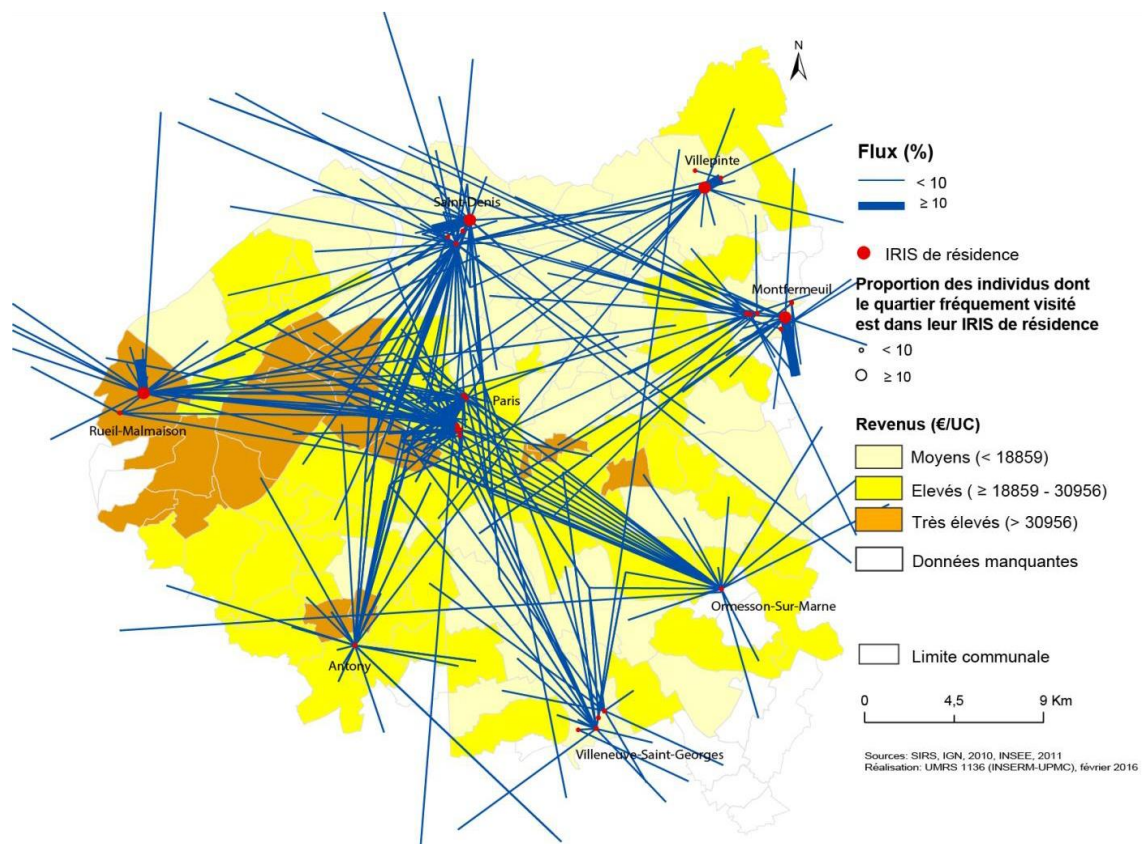 N
Villepinte
Saint-Denis
Montfermeuil
Paris
Rueil-Malmaison
Ormesson-Sur-Marne
Antony
Villeneuve-Saint-Georges
Flux (%)
< 10
≥ 10
IRIS de résidence
Proportion des individus dont
le quartier fréquement visité
est dans leur IRIS de résidence
< 10
≥ 10
Revenus (€/UC)
Moyens (< 18859)
Elevés ( ≥ 18859 - 30956)
Très élevés (> 30956)
Données manquantes
Limite communale
0 4,5 9 Km
Sources: SIRS, IGN, 2010, INSEE, 2011
Réalisation: UMRS 1136 (INSERM-UPMC), février 2016